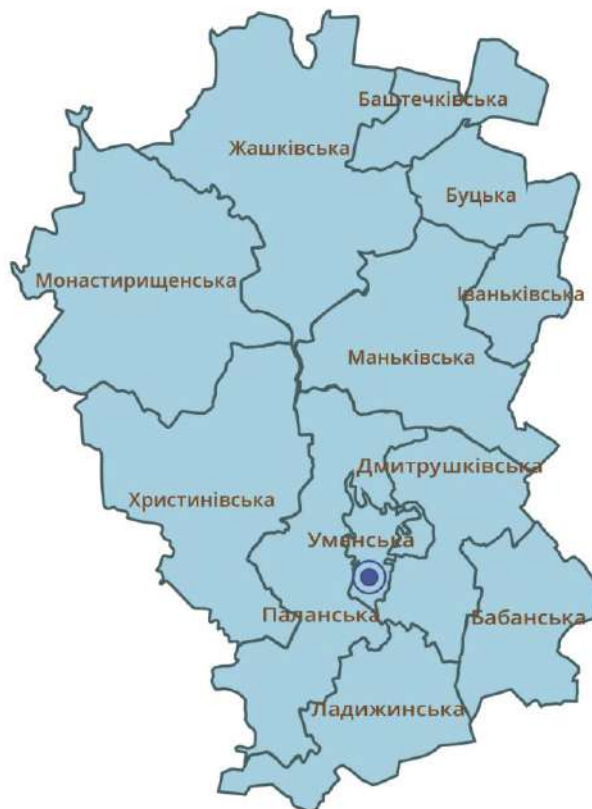 Баштечківська
Жашківська
Буцька
Монастирищенська
Іваньківська
Маньківська
Дмитрушківська
Христинівська
Уманська
Паланська
Бабанська
Ладижинська